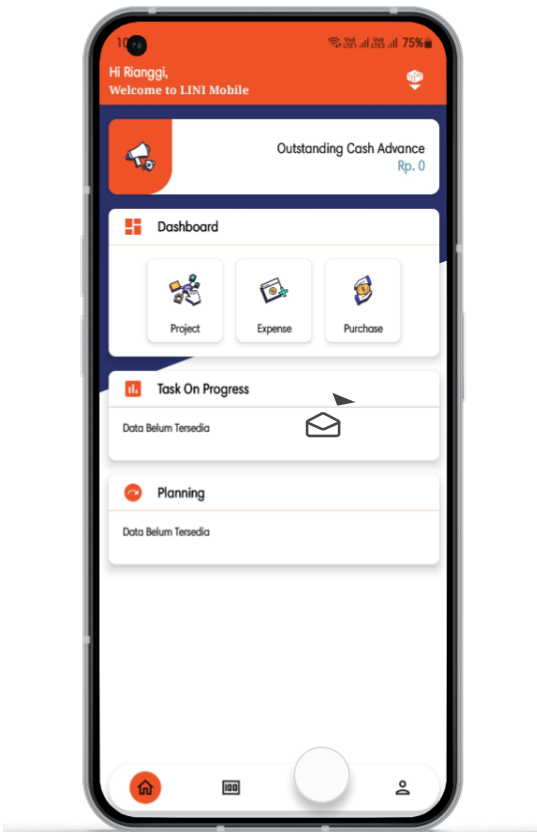 75%
Hi Rianggi,
Welcome to LINI Mobile
Outstanding Cash Advance
Rp. 0
Dashboard
Project
Expense
Purchase
Task On Progress
Data Belum Tersedia
Planning
Data Belum Tersedia